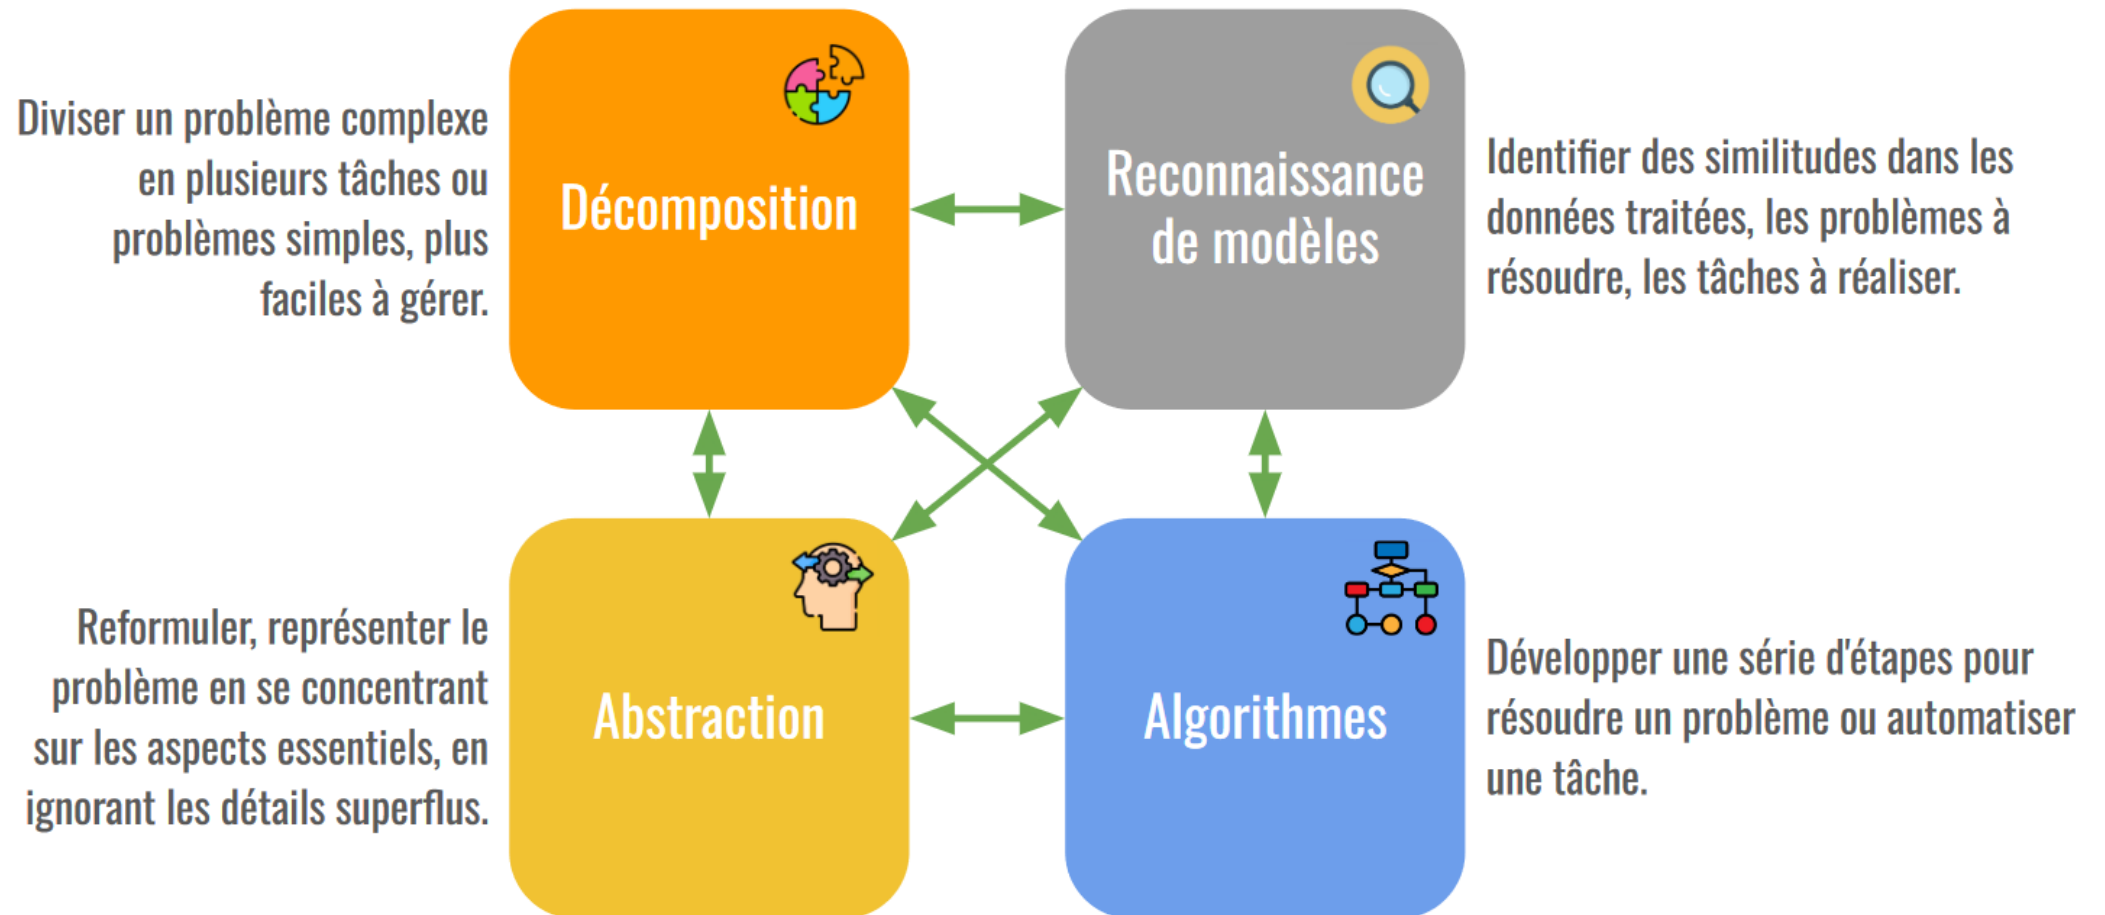 Diviser un problème complexe
en plusieurs tâches ou
problèmes simples, plus
faciles à gérer.
Décomposition
Reconnaissance
de modèles
Identifier des similitudes dans les
données traitées, les problèmes à
résoudre, les tâches à réaliser.
Reformuler, représenter le
problème en se concentrant
sur les aspects essentiels, en
ignorant les détails superflus.
Abstraction
Algorithmes
Développer une série d'étapes pour
résoudre un problème ou automatiser
une tâche.